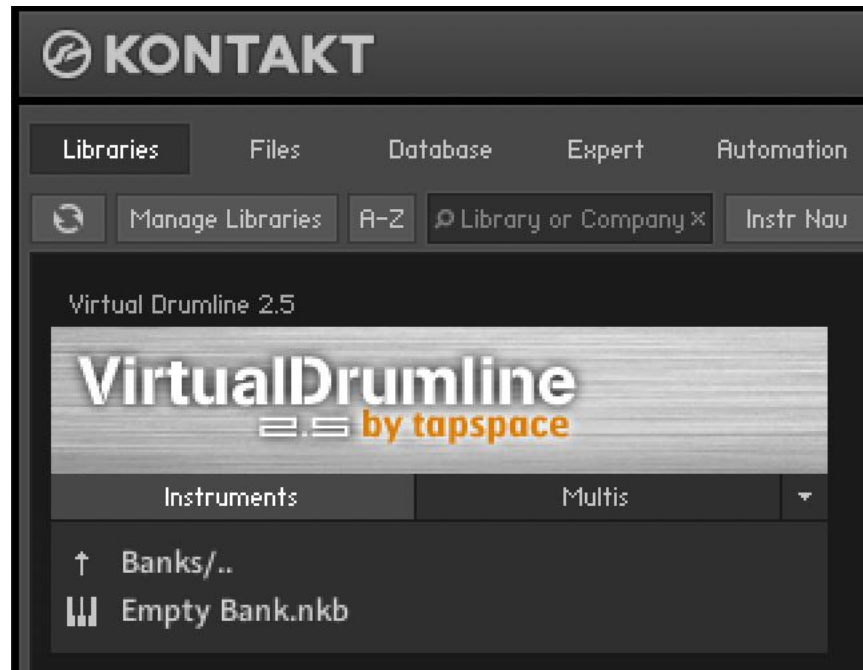 KONTAKT
Libraries Files Database Expert Automation
Manage Libraries A-Z Library or Company × Instr Nav
Virtual Drumline 2.5
VirtualDrumline
2.5 by tapspace
Instruments Multis
Banks/..
Empty Bank.nkb